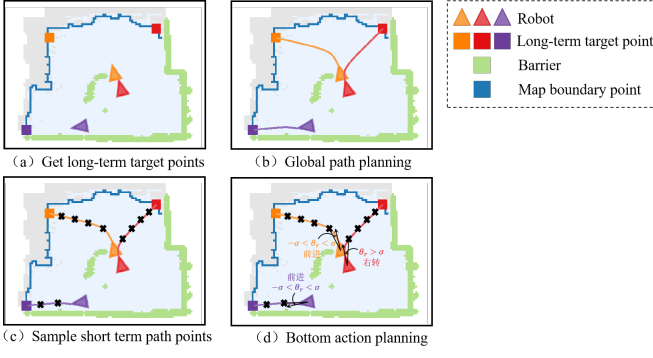 Robot
Long-term target point
Barrier
Map boundary point
（a）Get long-term target points
（b）Global path planning
−σ<θr<σ
前进
θr>σ
右转
前进
−σ<θr<σ
（c）Sample short term path points
（d）Bottom action planning